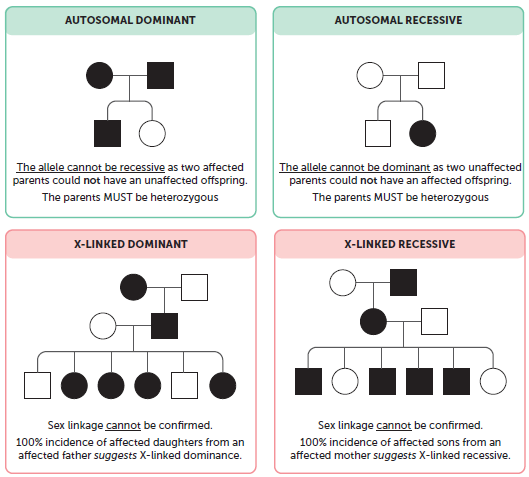 AUTOSOMAL DOMINANT
The allele cannot be recessive as two affected
parents could not have an unaffected offspring.
The parents MUST be heterozygous
AUTOSOMAL RECESSIVE
The allele cannot be dominant as two unaffected
parents could not have an affected offspring.
The parents MUST be heterozygous
X-LINKED DOMINANT
Sex linkage cannot be confirmed.
100% incidence of affected daughters from an
affected father suggests X-linked dominance.
X-LINKED RECESSIVE
Sex linkage cannot be confirmed.
100% incidence of affected sons from an
affected mother suggests X-linked recessive.